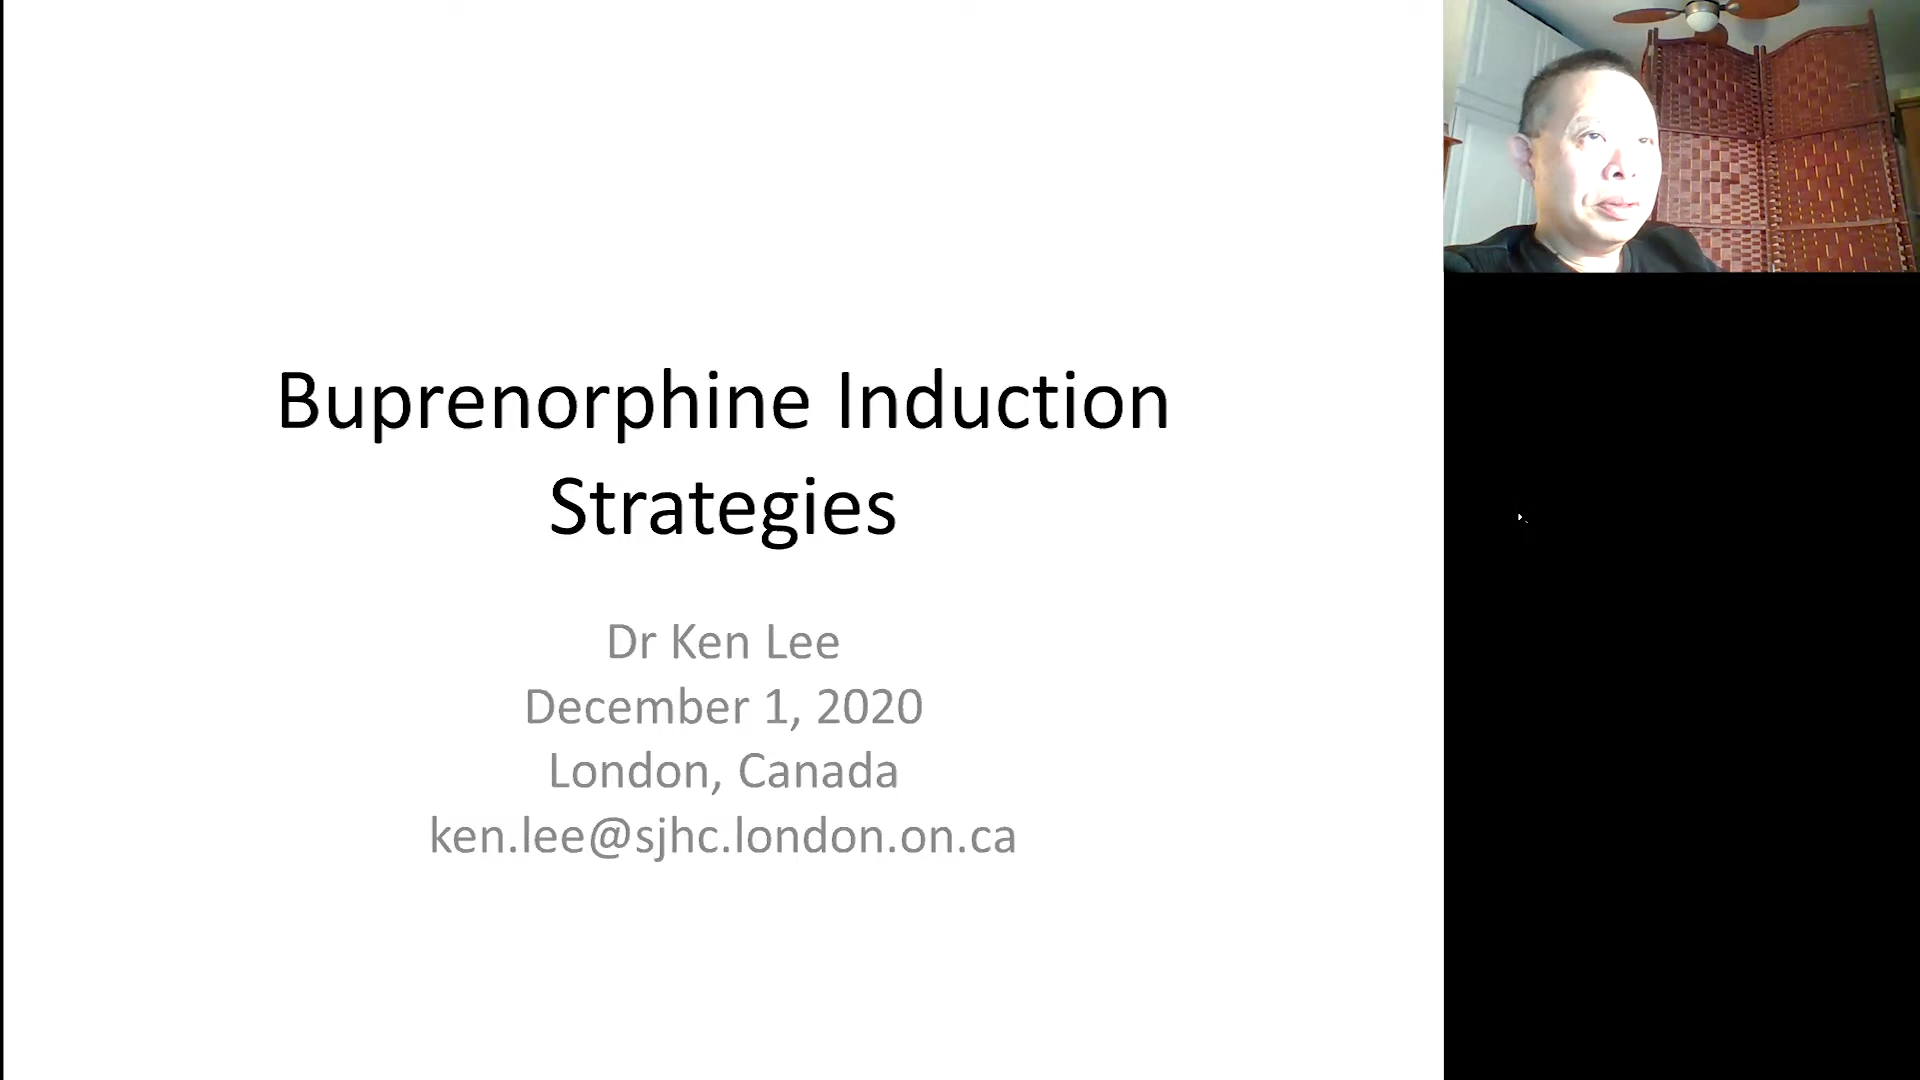 Buprenorphine Induction
Strategies
Dr Ken Lee
December 1, 2020
London, Canada
ken.lee@sjhc.london.on.ca